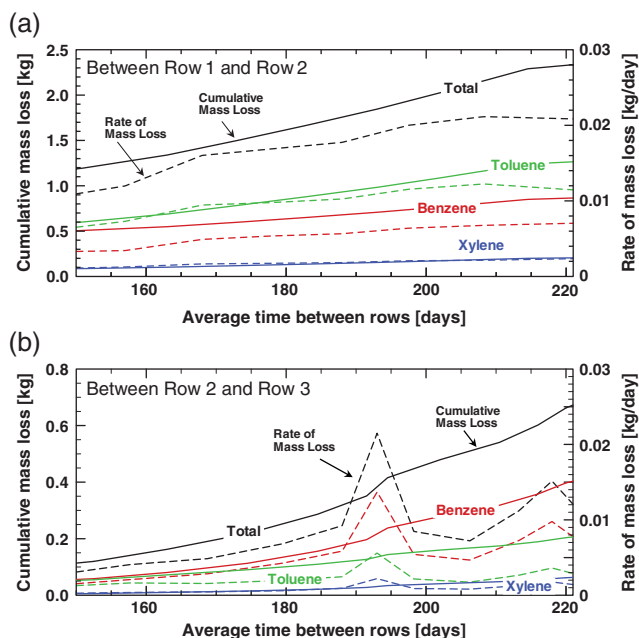 (a)
2.5
2.0
1.5
1.0
0.5
0.0
Cumulative mass loss [kg]
Between Row 1 and Row 2
Total
Cumulative
Mass Loss
Rate of
Mass Loss
Toluene
Benzene
Xylene
0.03
0.02
0.01
0
Rate of mass loss [kg/day]
160 180 200 220
Average time between rows [days]
(b)
0.8
0.6
0.4
0.2
0.0
Cumulative mass loss [kg]
Between Row 2 and Row 3
Cumulative
Mass Loss
Rate of
Mass Loss
Total
Benzene
Toluene
Xylene
0.03
0.02
0.01
0
Rate of mass loss [kg/day]
160 180 200 220
Average time between rows [days]